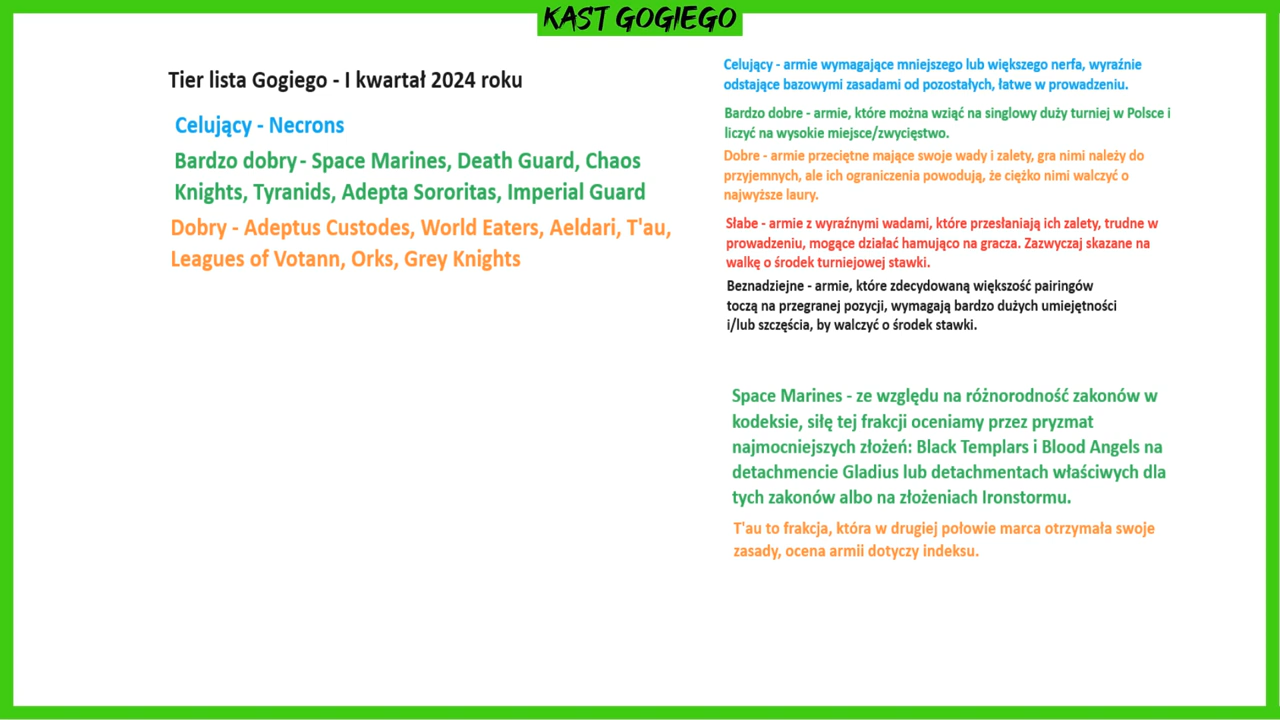 KAST GOGIEGO
Tier lista Gogiego - I kwartał 2024 roku
Celujący - Necrons
Bardzo dobry - Space Marines, Death Guard, Chaos
Knights, Tyranids, Adepta Sororitas, Imperial Guard
Dobry - Adeptus Custodes, World Eaters, Aeldari, T'au,
Leagues of Votann, Orks, Grey Knights
Celujący - armie wymagające mniejszego lub większego nerfa, wyraźnie
odstające bazowymi zasadami od pozostałych, łatwe w prowadzeniu.
Bardzo dobre - armie, które można wziąć na singlowy duży turniej w Polsce i
liczyć na wysokie miejsce/zwycięstwo.
Dobre - armie przeciętne mające swoje wady i zalety, gra nimi należy do
przyjemnych, ale ich ograniczenia powodują, że ciężko nimi walczyć o
najwyższe laury.
Słabe - armie z wyraźnymi wadami, które przesłaniają ich zalety, trudne w
prowadzeniu, mogące działać hamująco na gracza. Zazwyczaj skazane na
walkę o środek turniejowej stawki.
Beznadziejne - armie, które zdecydowaną większość pairingów
toczą na przegranej pozycji, wymagają bardzo dużych umiejętności
i/lub szczęścia, by walczyć o środek stawki.
Space Marines - ze względu na różnorodność zakonów w
kodeksie, siłę tej frakcji oceniamy przez pryzmat
najmocniejszych złożeń: Black Templars i Blood Angels na
detachmencie Gladius lub detachmentach właściwych dla
tych zakonów albo na złożeniach Ironstormu.
T'au to frakcja, która w drugiej połowie marca otrzymała swoje
zasady, ocena armii dotyczy indeksu.